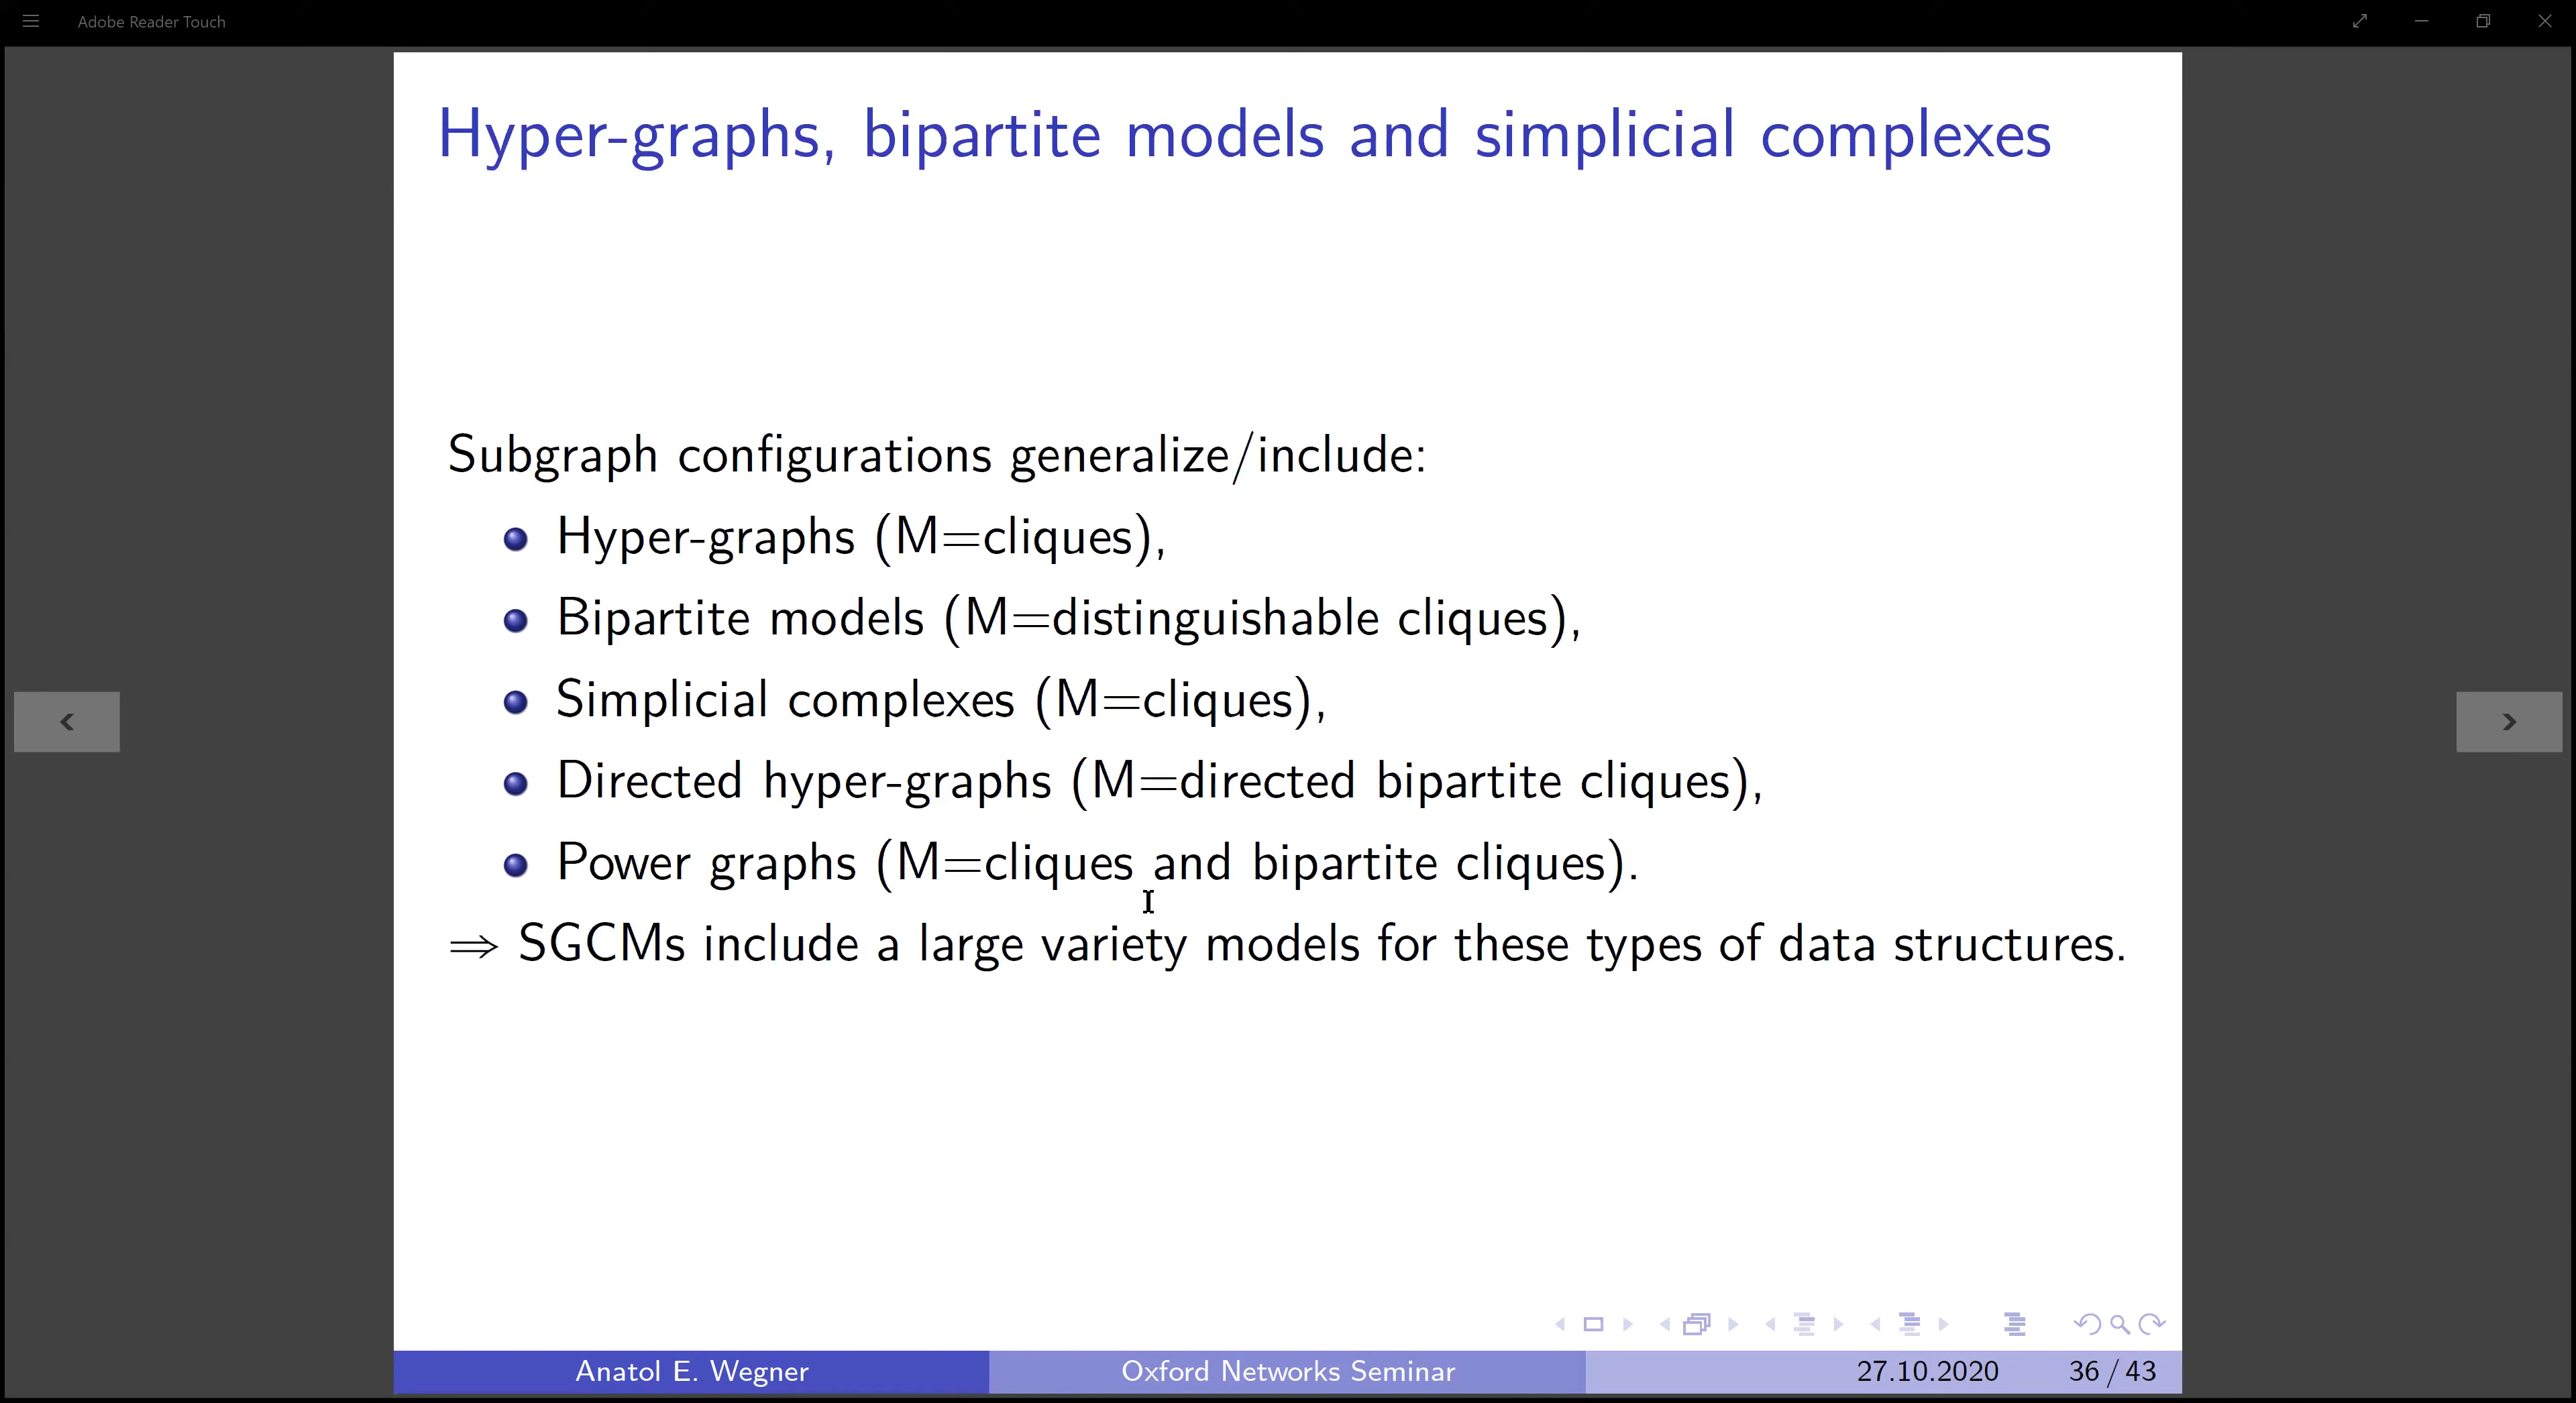 Adobe Reader Touch
Hyper-graphs, bipartite models and simplicial complexes
Subgraph configurations generalize/include:
Hyper-graphs (M=cliques),
Bipartite models (M=distinguishable cliques),
Simplicial complexes (M=cliques),
Directed hyper-graphs (M=directed bipartite cliques),
Power graphs (M=cliques and bipartite cliques).
⇒ SGCMs include a large variety models for these types of data structures.
Anatol E. Wegner Oxford Networks Seminar 27.10.2020 36 / 43